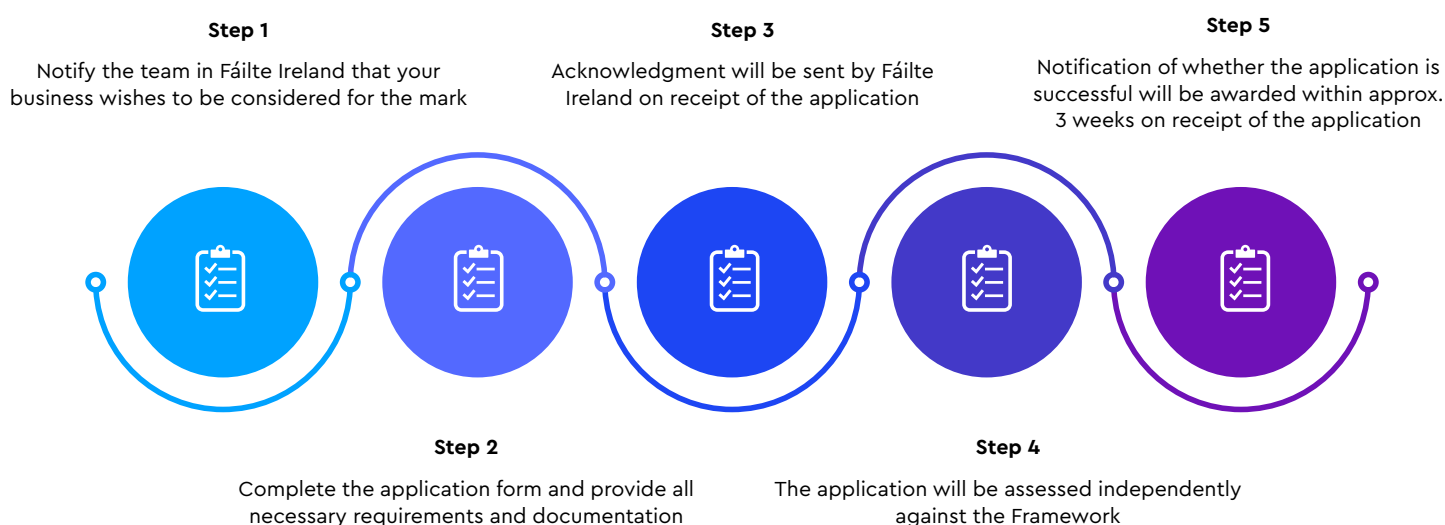 Step 1
Notify the team in Fáilte Ireland that your
business wishes to be considered for the mark
Step 2
Complete the application form and provide all
necessary requirements and documentation
Step 3
Acknowledgment will be sent by Fáilte
Ireland on receipt of the application
Step 4
The application will be assessed independently
against the Framework
Step 5
Notification of whether the application is
successful will be awarded within approx.
3 weeks on receipt of the application